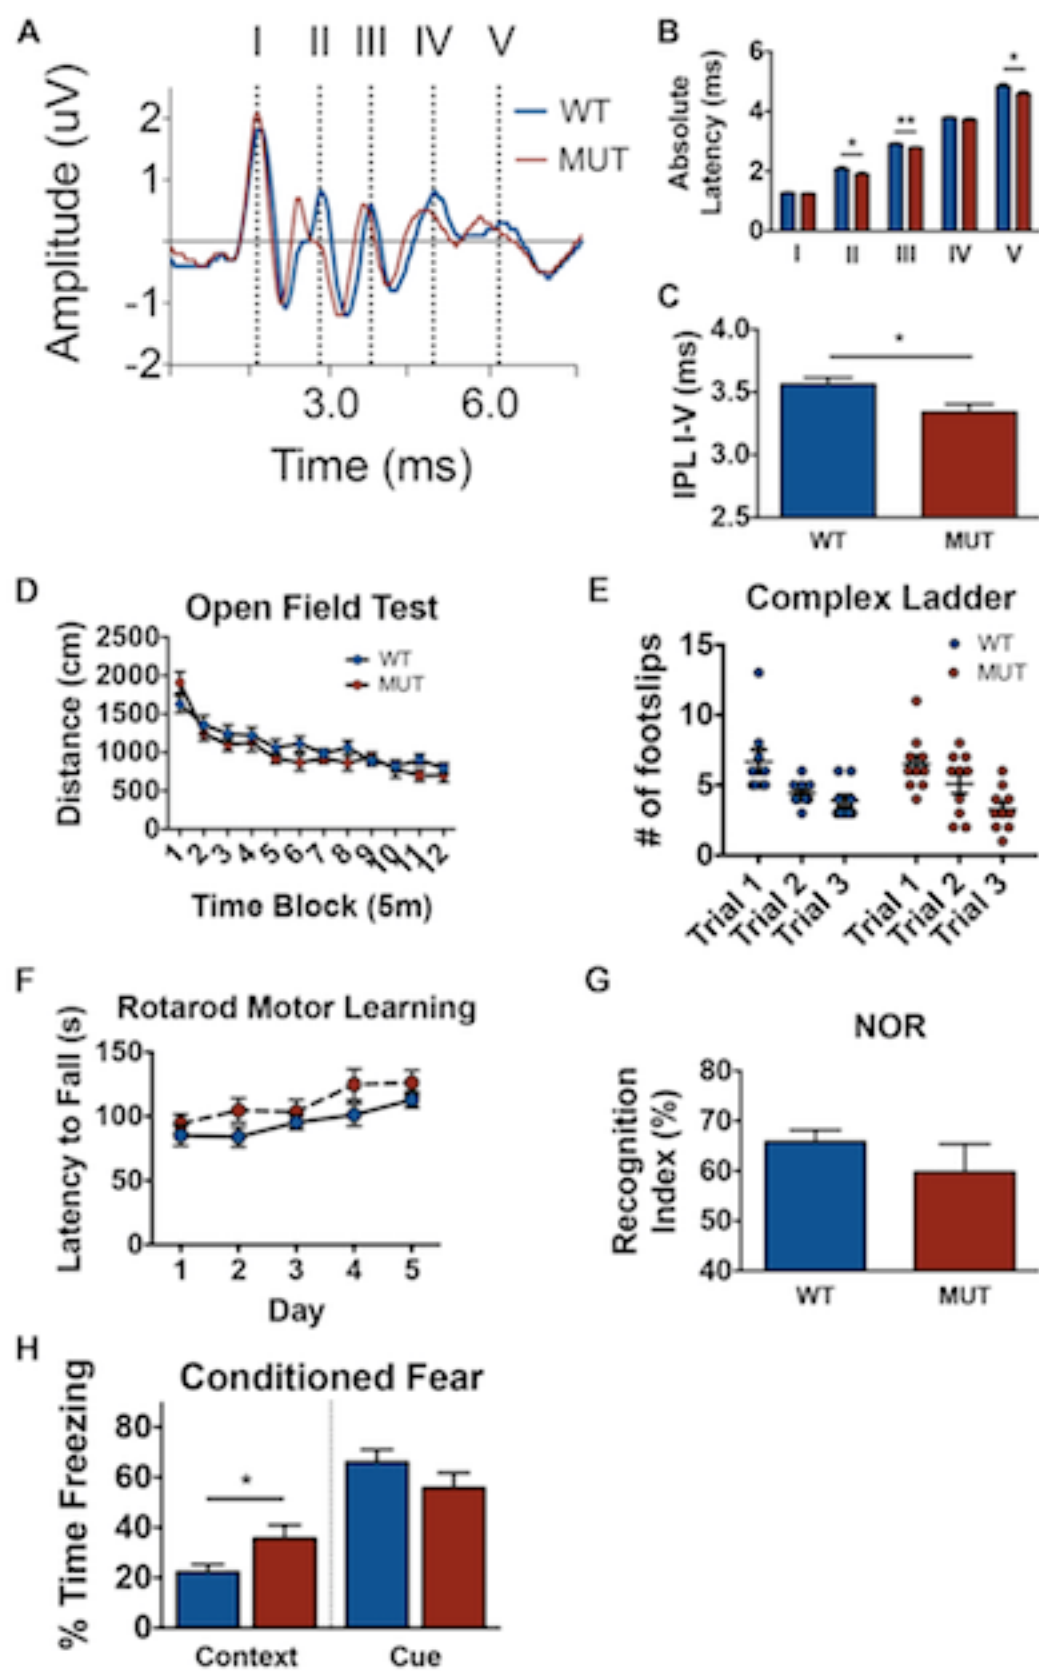 A
I II III IV V
Amplitude (uV)
2
1
-1
-2
WT
MUT
3.0 6.0
Time (ms)
B
Absolute
Latency (ms)
6
4
2
0
* ** *
I II III IV V
C
IPL I-V (ms)
4.0
3.5
3.0
2.5
*
WT MUT
D
Open Field Test
Distance (cm)
2500
2000
1500
1000
500
0
WT
MUT
1 2 3 4 5 6 7 8 9 10 11 12
Time Block (5m)
E
Complex Ladder
# of footslips
15
10
5
0
WT
MUT
Trial 1 Trial 2 Trial 3 Trial 1 Trial 2 Trial 3
F
Rotarod Motor Learning
Latency to Fall (s)
150
100
50
0
1 2 3 4 5
Day
G
NOR
Recognition
Index (%)
80
70
60
50
40
WT MUT
H
Conditioned Fear
% Time Freezing
80
60
40
20
0
*
Context Cue